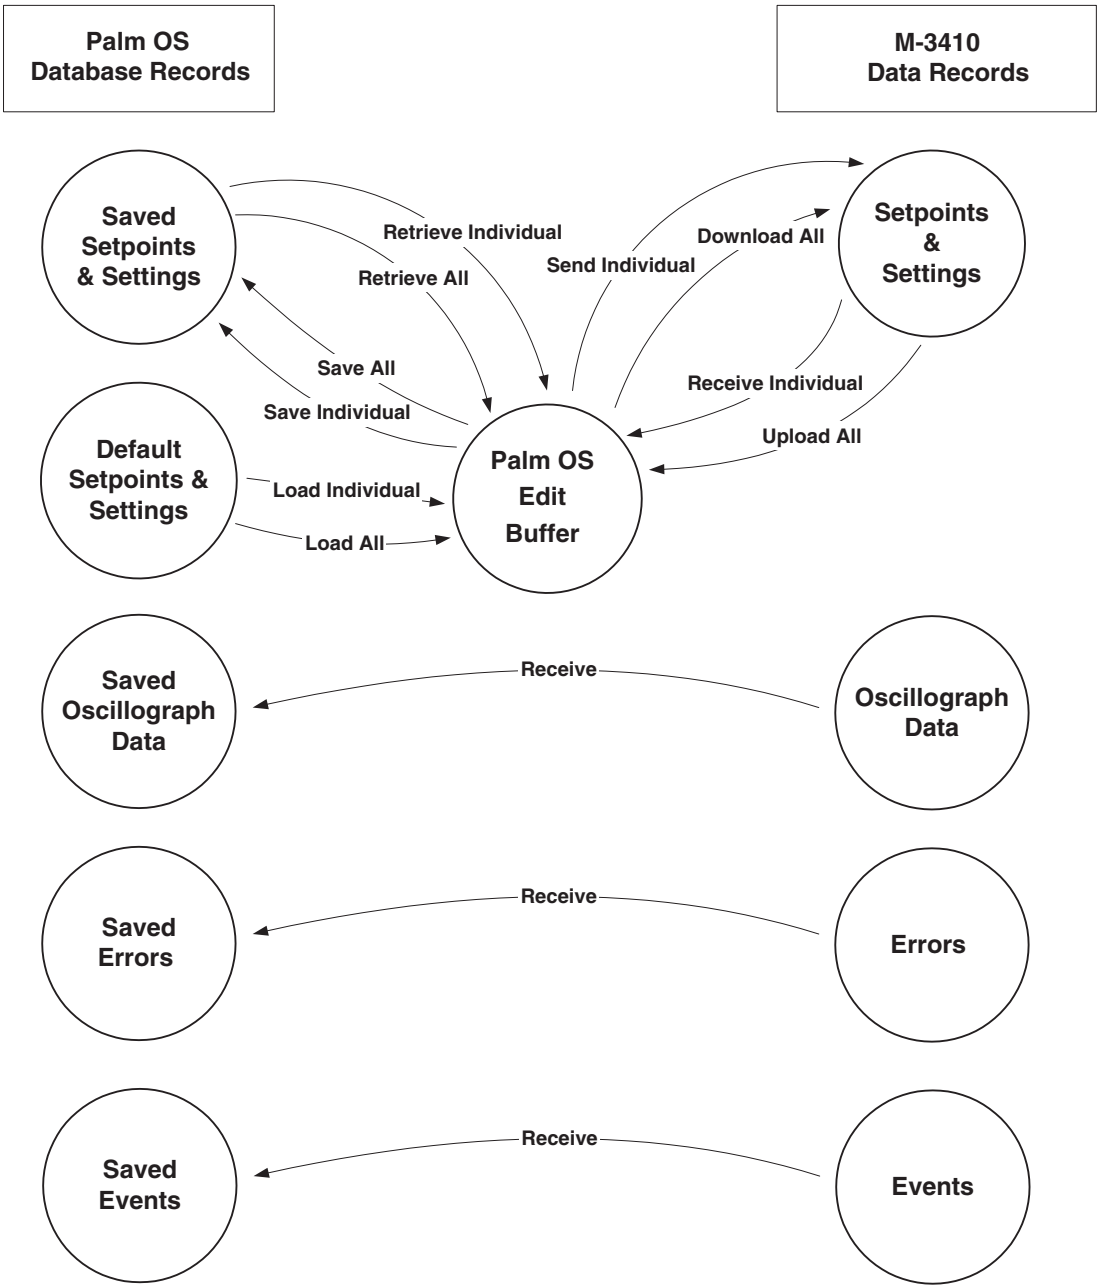 Palm OS
Database Records
M-3410
Data Records
Saved
Setpoints
& Settings
Retrieve Individual
Retrieve All
Save All
Save Individual
Send Individual
Download All
Setpoints
&
Settings
Receive Individual
Upload All
Default
Setpoints &
Settings
Load Individual
Load All
Palm OS
Edit
Buffer
Saved
Oscillograph
Data
Receive
Oscillograph
Data
Saved
Errors
Receive
Errors
Saved
Events
Receive
Events